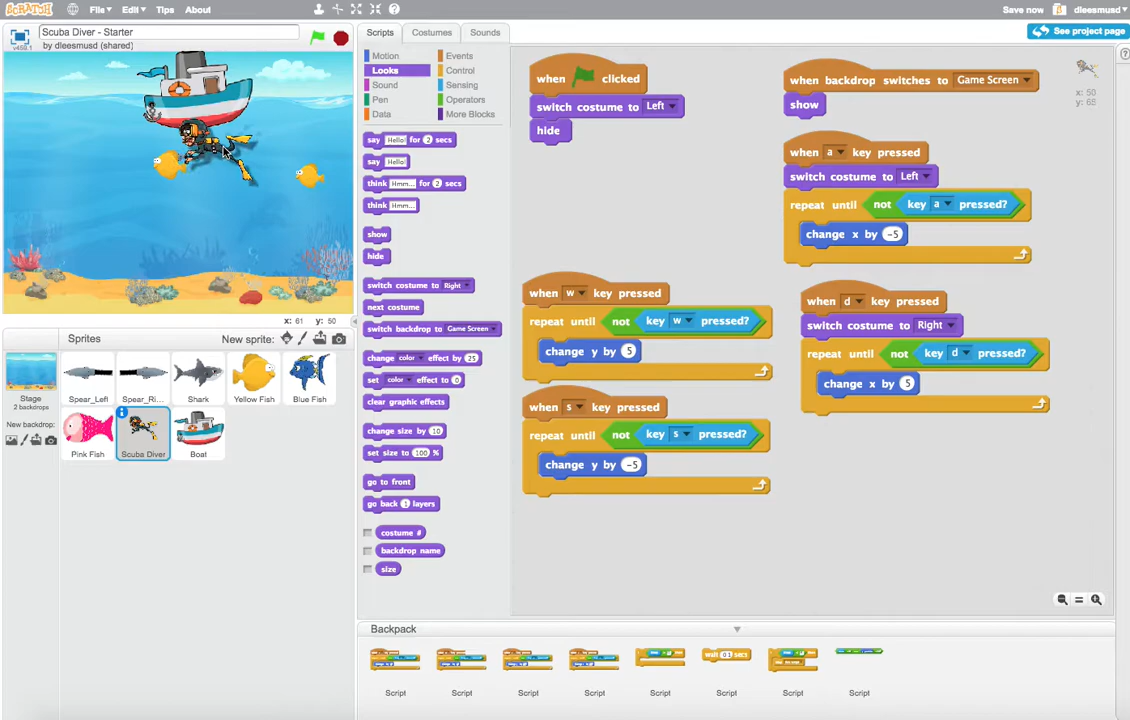 SCRATCH File Edit Tips About Save now dleesmusd
v459.1 Scuba Diver - Starter
by dleesmusd (shared)
Scripts Costumes Sounds
See project page
Motion Events
Looks Control
Sound Sensing
Pen Operators
Data More Blocks
say Hello! for 2 secs
say Hello!
think Hmm... for 2 secs
think Hmm...
show
hide
switch costume to Right
next costume
switch backdrop to Game Screen
change color effect by 25
set color effect to 0
clear graphic effects
change size by 10
set size to 100 %
go to front
go back 1 layers
costume #
backdrop name
size
when clicked
switch costume to Left
hide
when backdrop switches to Game Screen
show
when a key pressed
switch costume to Left
repeat until not key a pressed?
change x by -5
when w key pressed
repeat until not key w pressed?
change y by 5
when s key pressed
repeat until not key s pressed?
change y by -5
when d key pressed
switch costume to Right
repeat until not key d pressed?
change x by 5
x: 50
y: 65
x: 61 y: 50
Sprites New sprite:
Stage
2 backdrops
New backdrop:
Spear_Left Spear_Ri... Shark Yellow Fish Blue Fish
Pink Fish Scuba Diver Boat
Backpack
Script Script Script Script Script Script Script Script